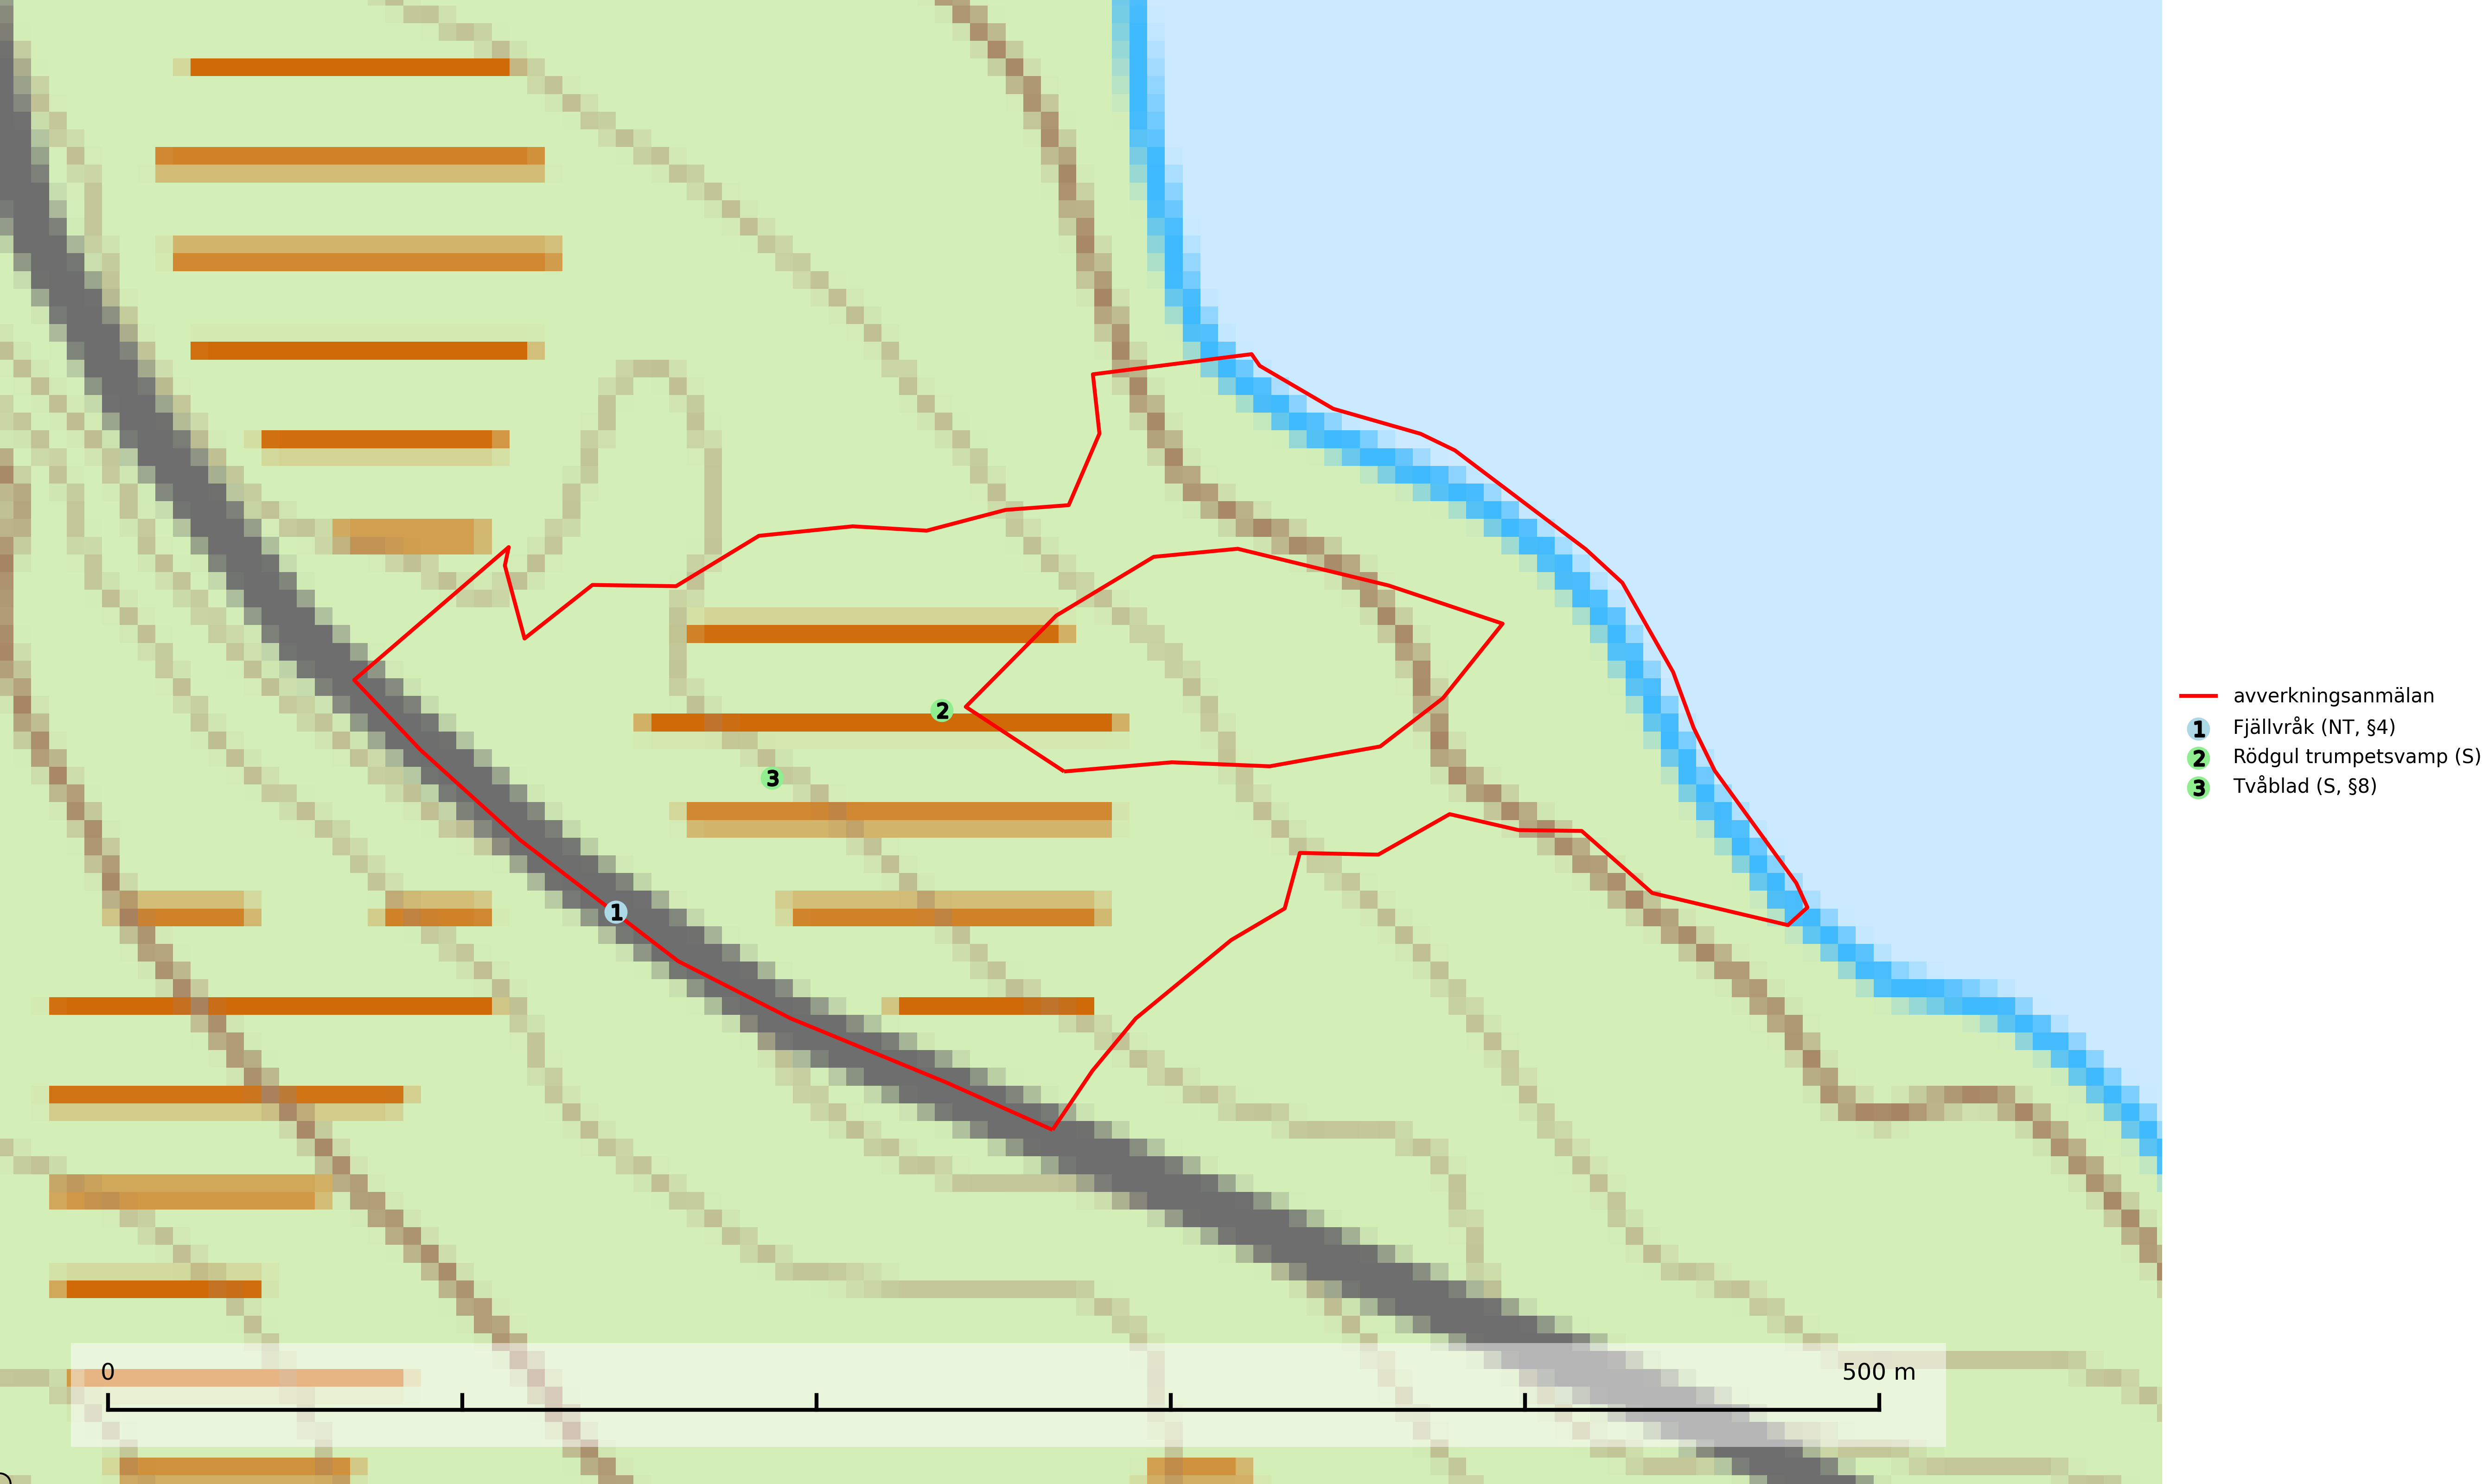 2
3
1
avverkningsanmälan
1 Fjällvråk (NT, §4)
2 Rödgul trumpetsvamp (S)
3 Tvåblad (S, §8)
0 500 m